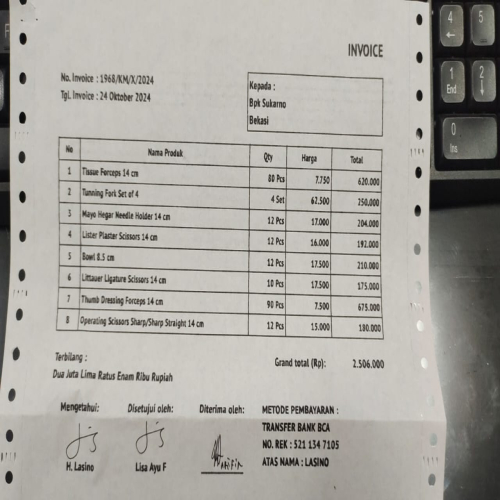 INVOICE
No. Invoice : 1968/KM/X/2024
Tgl. Invoice : 24 Oktober 2024
Kepada :
Bpk Sukarno
Bekasi
No Nama Produk Qty Harga Total
1 Tissue Forceps 14 cm 80 Pcs 7.750 620.000
2 Tunning Fork Set of 4 4 Set 62.500 250.000
3 Mayo Hegar Needle Holder 14 cm 12 Pcs 17.000 204.000
4 Lister Plaster Scissors 14 cm 12 Pcs 16.000 192.000
5 Bowl 8.5 cm 12 Pcs 17.500 210.000
6 Littauer Ligature Scissors 14 cm 10 Pcs 17.500 175.000
7 Thumb Dressing Forceps 14 cm 90 Pcs 7.500 675.000
8 Operating Scissors Sharp/Sharp Straight 14 cm 12 Pcs 15.000 180.000
Terbilang :
Dua Juta Lima Ratus Enam Ribu Rupiah
Grand total (Rp): 2.506.000
Mengetahui: Disetujui oleh: Diterima oleh:
H. Lasino Lisa Ayu F
METODE PEMBAYARAN :
TRANSFER BANK BCA
NO. REK : 521 134 7105
ATAS NAMA : LASINO
4 5
1 End 2
0 Ins